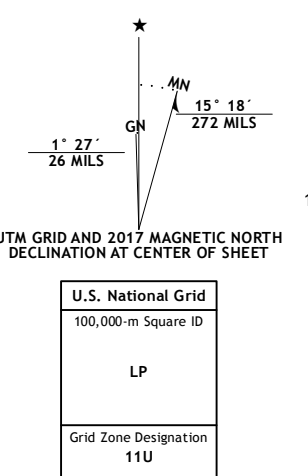 ★
MN
GN
15° 18´
272 MILS
1° 27´
26 MILS
UTM GRID AND 2017 MAGNETIC NORTH
DECLINATION AT CENTER OF SHEET
U.S. National Grid
100,000-m Square ID
LP
Grid Zone Designation
11U